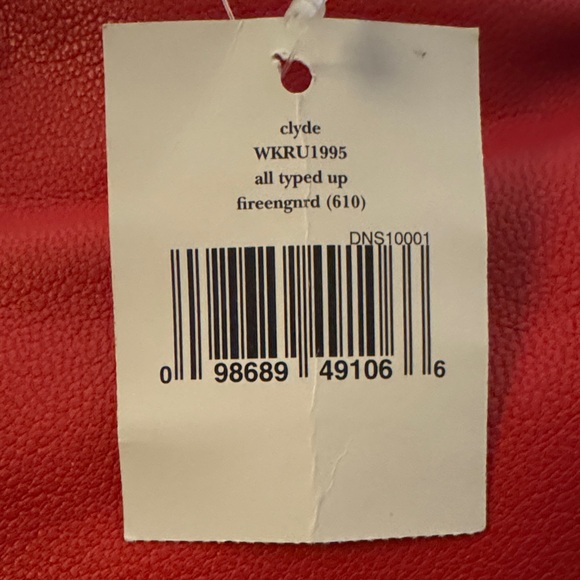 clyde
WKRU1995
all typed up
fireengnrd (610)
DNS10001
0 98689 49106 6